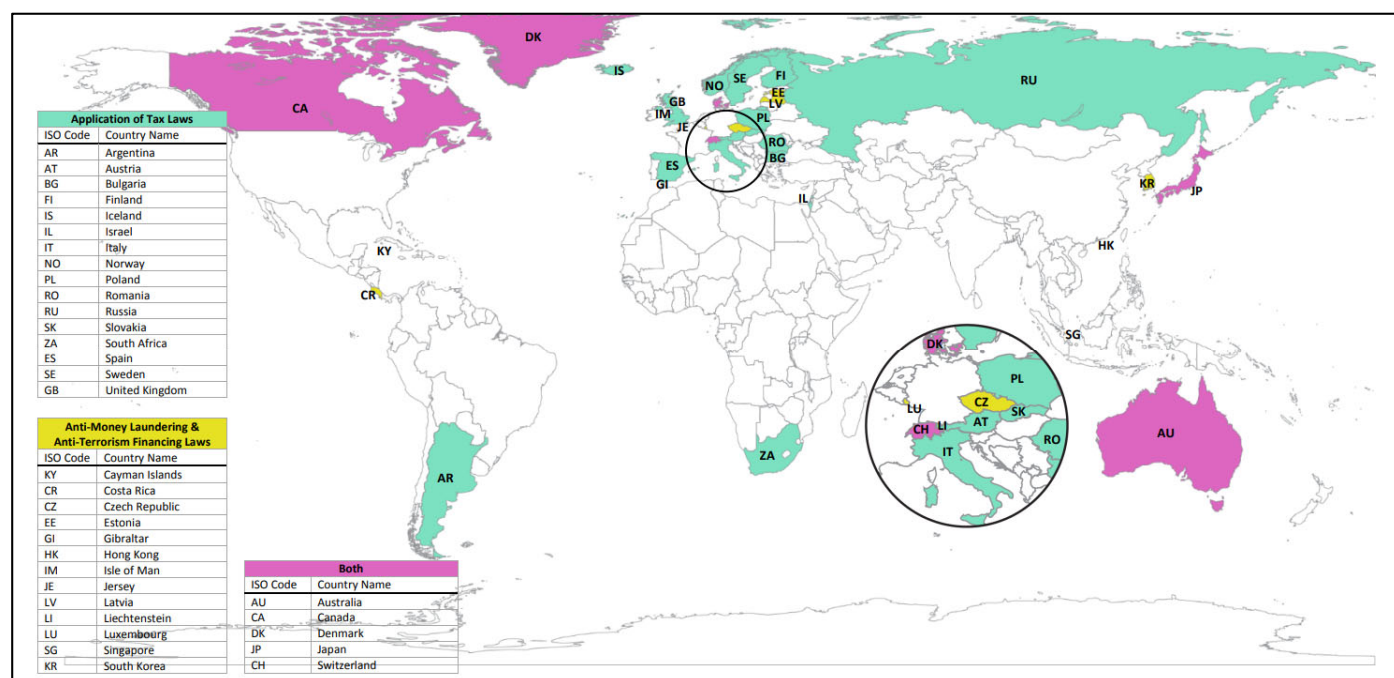 DK
CA
IS
NO
SE
FI
RU
EE
LV
GB
IM
JE
PL
RO
BG
ES
GI
IL
KR
JP
HK
KY
CR
SG
AR
ZA
AU
DK
PL
LU
CZ
SK
CH
LI
AT
IT
RO
Application of Tax Laws
ISO Code Country Name
AR Argentina
AT Austria
BG Bulgaria
FI Finland
IS Iceland
IL Israel
IT Italy
NO Norway
PL Poland
RO Romania
RU Russia
SK Slovakia
ZA South Africa
ES Spain
SE Sweden
GB United Kingdom
Anti-Money Laundering &
Anti-Terrorism Financing Laws
ISO Code Country Name
KY Cayman Islands
CR Costa Rica
CZ Czech Republic
EE Estonia
GI Gibraltar
HK Hong Kong
IM Isle of Man
JE Jersey
LV Latvia
LI Liechtenstein
LU Luxembourg
SG Singapore
KR South Korea
Both
ISO Code Country Name
AU Australia
CA Canada
DK Denmark
JP Japan
CH Switzerland